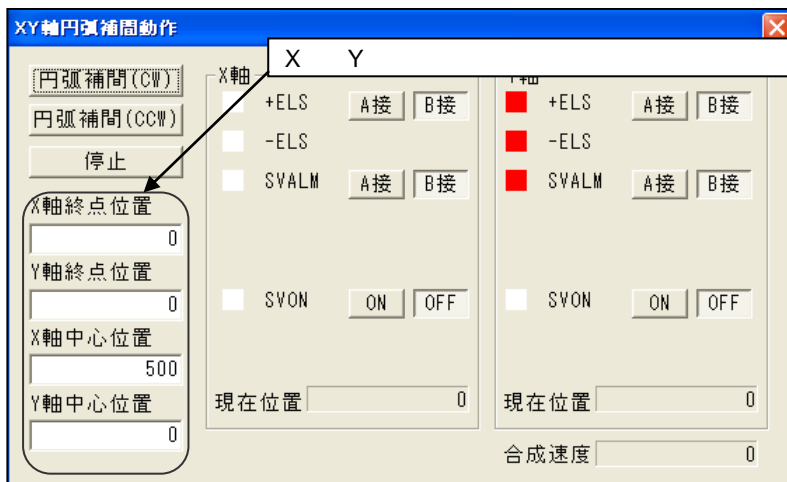 XY軸円弧補間動作
X Y
円弧補間(CW)
円弧補間(CCW)
停止
X軸終点位置
0
Y軸終点位置
0
X軸中心位置
500
Y軸中心位置
0
X軸
+ELS A接 B接
-ELS
SVALM A接 B接
SVON ON OFF
現在位置 0
Y軸
+ELS A接 B接
-ELS
SVALM A接 B接
SVON ON OFF
現在位置 0
合成速度 0